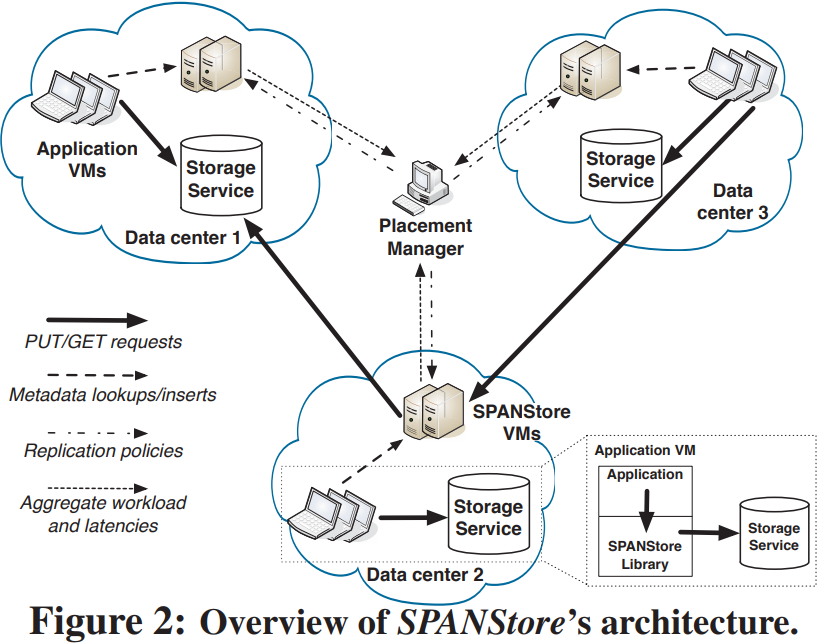 Application
VMs
Storage
Service
Data center 1
Placement
Manager
Storage
Service
Data
center 3
PUT/GET requests
Metadata lookups/inserts
Replication policies
Aggregate workload
and latencies
SPANStore
VMs
Storage
Service
Data center 2
Application VM
Application
SPANStore
Library
Storage
Service
Figure 2: Overview of SPANStore's architecture.